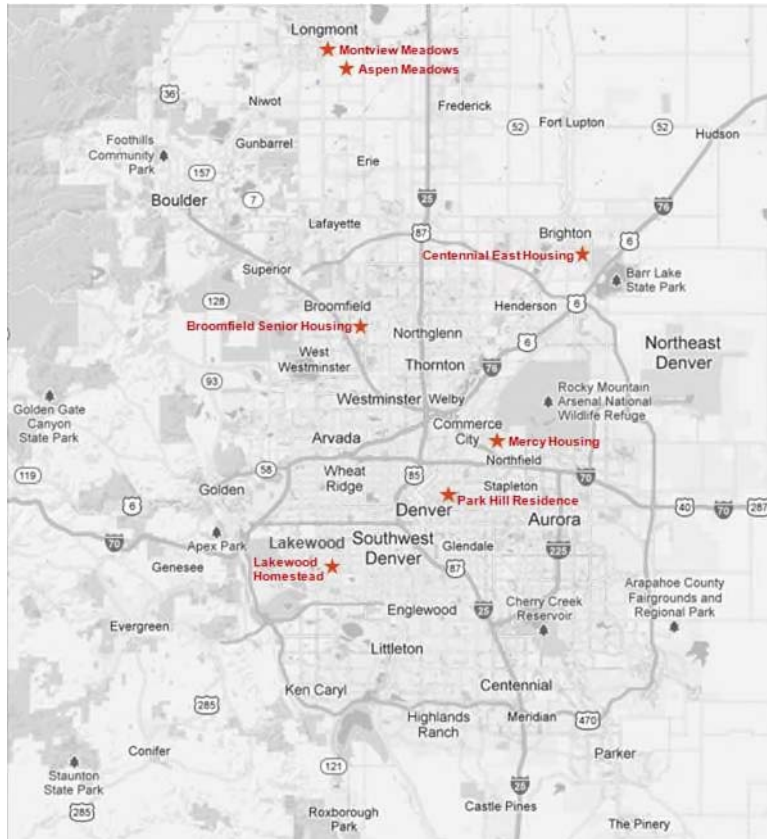 Longmont
Montview Meadows
Aspen Meadows
36
Niwot
Frederick
52
Fort Lupton
52
Hudson
Foothills
Community
Park
Gunbarrel
157
Erie
7
Boulder
25
76
Lafayette
87
Brighton
6
Centennial East Housing
Superior
Barr Lake
State Park
128
Broomfield
Henderson
6
Broomfield Senior Housing
Northglenn
6
Northeast
Denver
West
Westminster
Thornton
76
93
Golden Gate
Canyon
State Park
Westminster
Welby
Rocky Mountain
Arsenal National
Wildlife Refuge
Commerce
City
Arvada
Mercy Housing
119
58
Wheat
Ridge
85
Northfield
70
Golden
Stapleton
6
Denver
Park Hill Residence
40
70
287
Aurora
70
Apex Park
Lakewood
Southwest
Denver
Glendale
225
Genesee
Lakewood
Homestead
87
Arapahoe County
Fairgrounds and
Regional Park
Englewood
25
Cherry Creek
Reservoir
Evergreen
Littleton
Ken Caryl
Centennial
285
Highlands
Ranch
Meridian
470
Conifer
Parker
121
Staunton
State Park
25
285
Roxborough
Park
Castle Pines
The Pinery